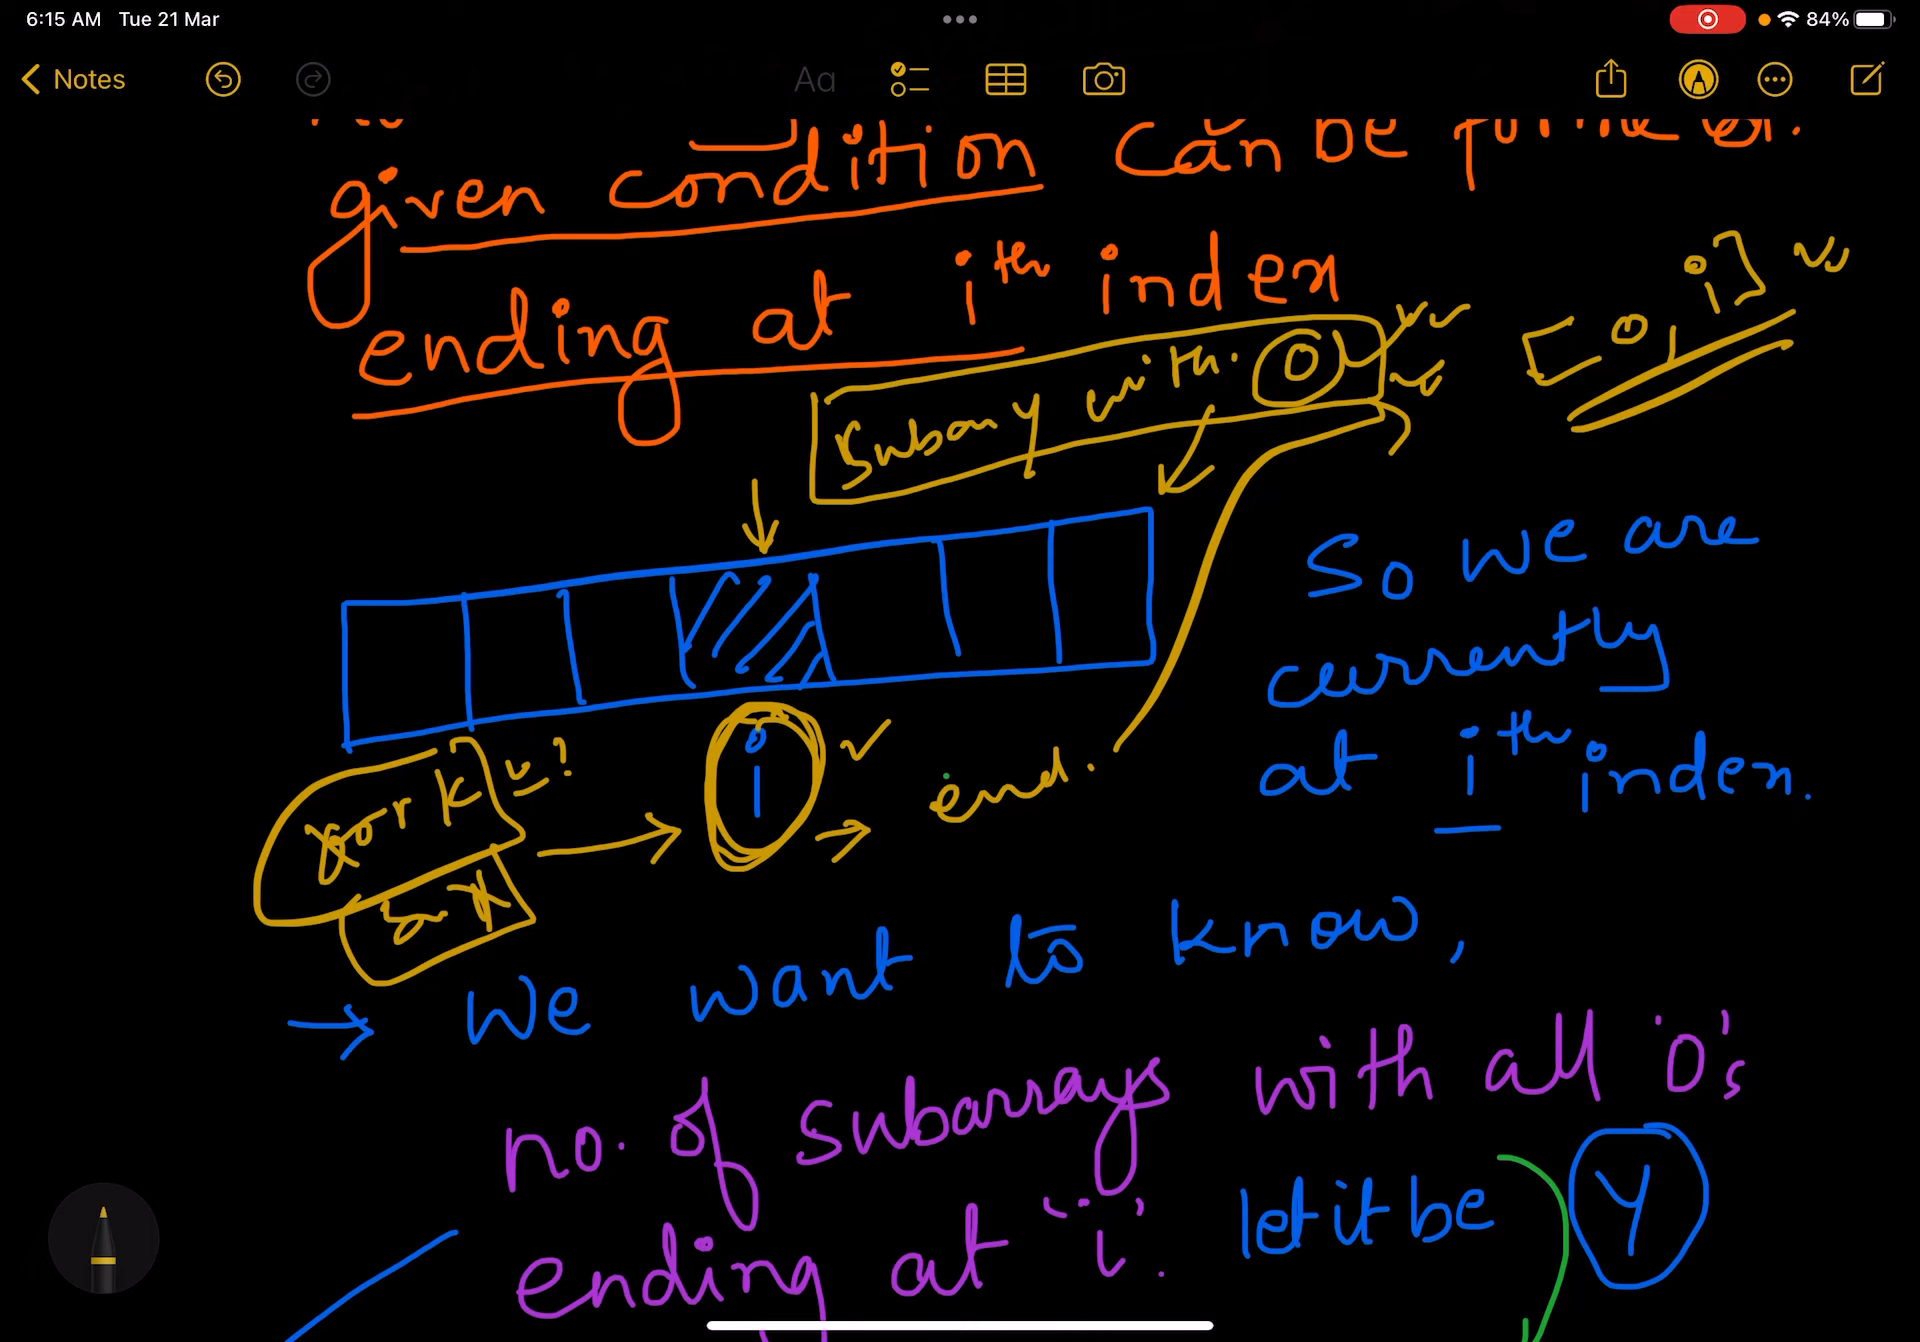 6:15 AM Tue 21 Mar
84%
Notes
Aa
given condition can be
ending at ith index
[0, i]
with 0
So we are
currently
at ith index.
i
or k ?
end.
→ We want to know,
no. of subarrays with all '0's
ending at 'i'. let it be Y